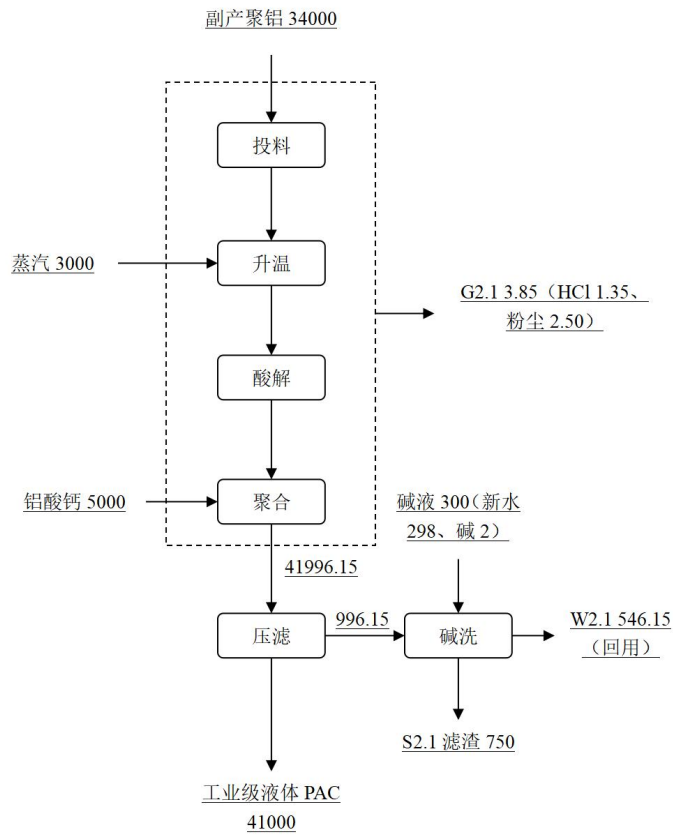 副产聚铝 34000
投料
蒸汽 3000
升温
G2.1 3.85（HCl 1.35、
粉尘 2.50）
酸解
铝酸钙 5000
聚合
碱液 300（新水
298、碱 2）
41996.15
压滤
996.15
碱洗
W2.1 546.15
（回用）
S2.1 滤渣 750
工业级液体 PAC
41000